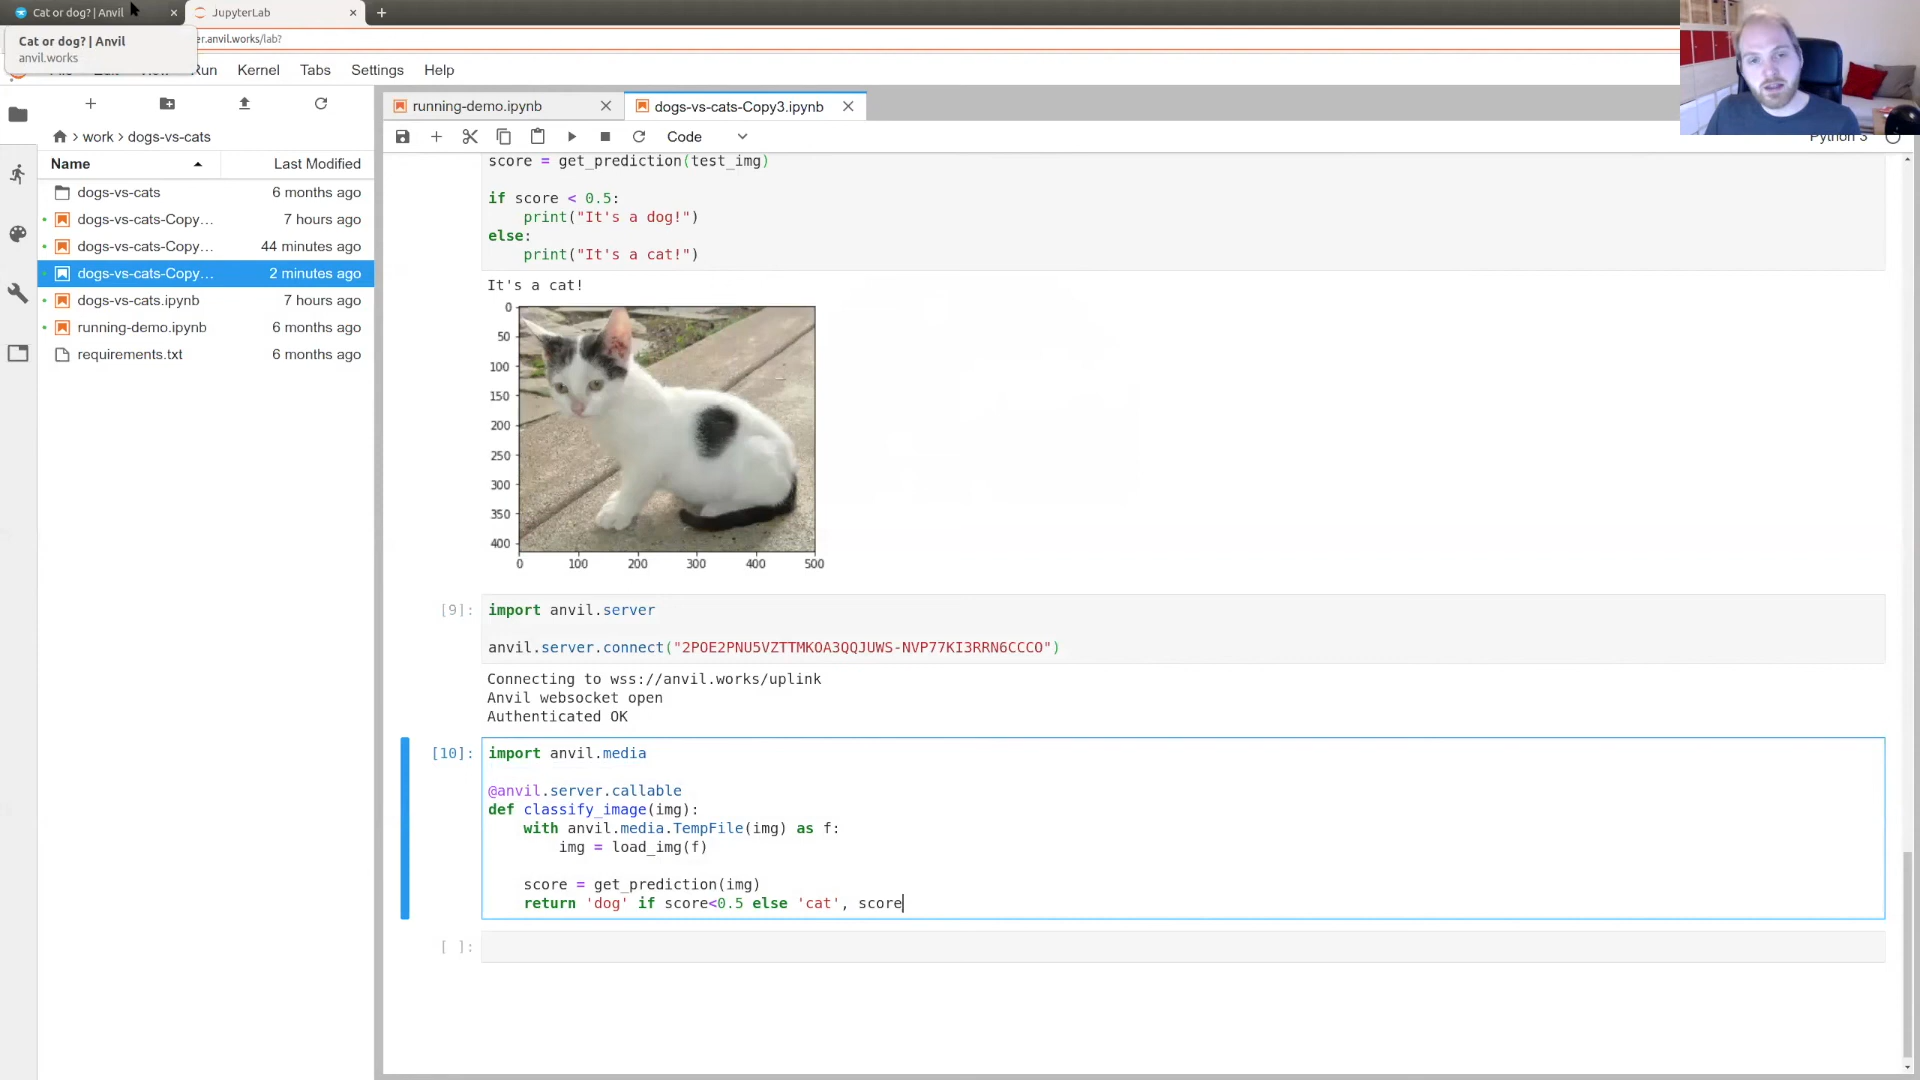 Cat or dog? | Anvil
JupyterLab
Cat or dog? | Anvil
er.anvil.works/lab?
anvil.works
Run
Kernel
Tabs
Settings
Help
running-demo.ipynb
dogs-vs-cats-Copy3.ipynb
Code
Python 3
work
dogs-vs-cats
Name
Last Modified
dogs-vs-cats
6 months ago
dogs-vs-cats-Copy…
7 hours ago
dogs-vs-cats-Copy…
44 minutes ago
dogs-vs-cats-Copy…
2 minutes ago
dogs-vs-cats.ipynb
7 hours ago
running-demo.ipynb
6 months ago
requirements.txt
6 months ago
score = get_prediction(test_img)
if score < 0.5:
print("It's a dog!")
else:
print("It's a cat!")
It's a cat!
0
50
100
150
200
250
300
350
400
0 100 200 300 400 500
[9]:
import anvil.server
anvil.server.connect("2POE2PNU5VZTTMKOA3QQJUWS-NVP77KI3RRN6CCCO")
Connecting to wss://anvil.works/uplink
Anvil websocket open
Authenticated OK
[10]:
import anvil.media
@anvil.server.callable
def classify_image(img):
with anvil.media.TempFile(img) as f:
img = load_img(f)
score = get_prediction(img)
return 'dog' if score<0.5 else 'cat', score
[ ]: